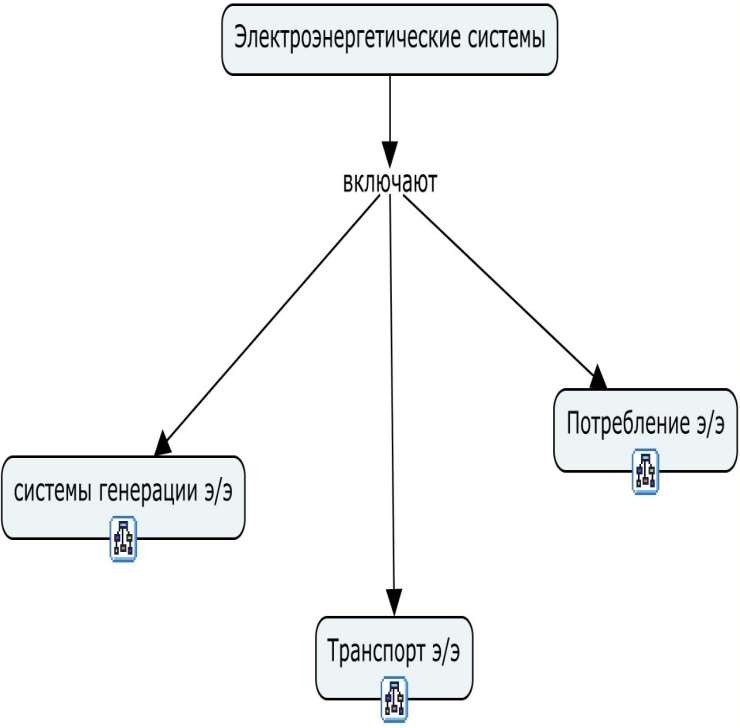 Электроэнергетические системы
включают
Потребление э/э
системы генерации э/э
Транспорт э/э